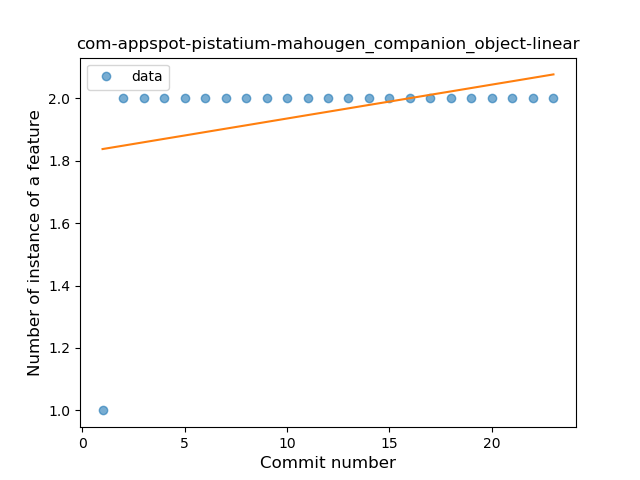 com-appspot-pistatium-mahougen_companion_object-linear
data
Number of instance of a feature
2.0
1.8
1.6
1.4
1.2
1.0
0
5
10
15
20
Commit number